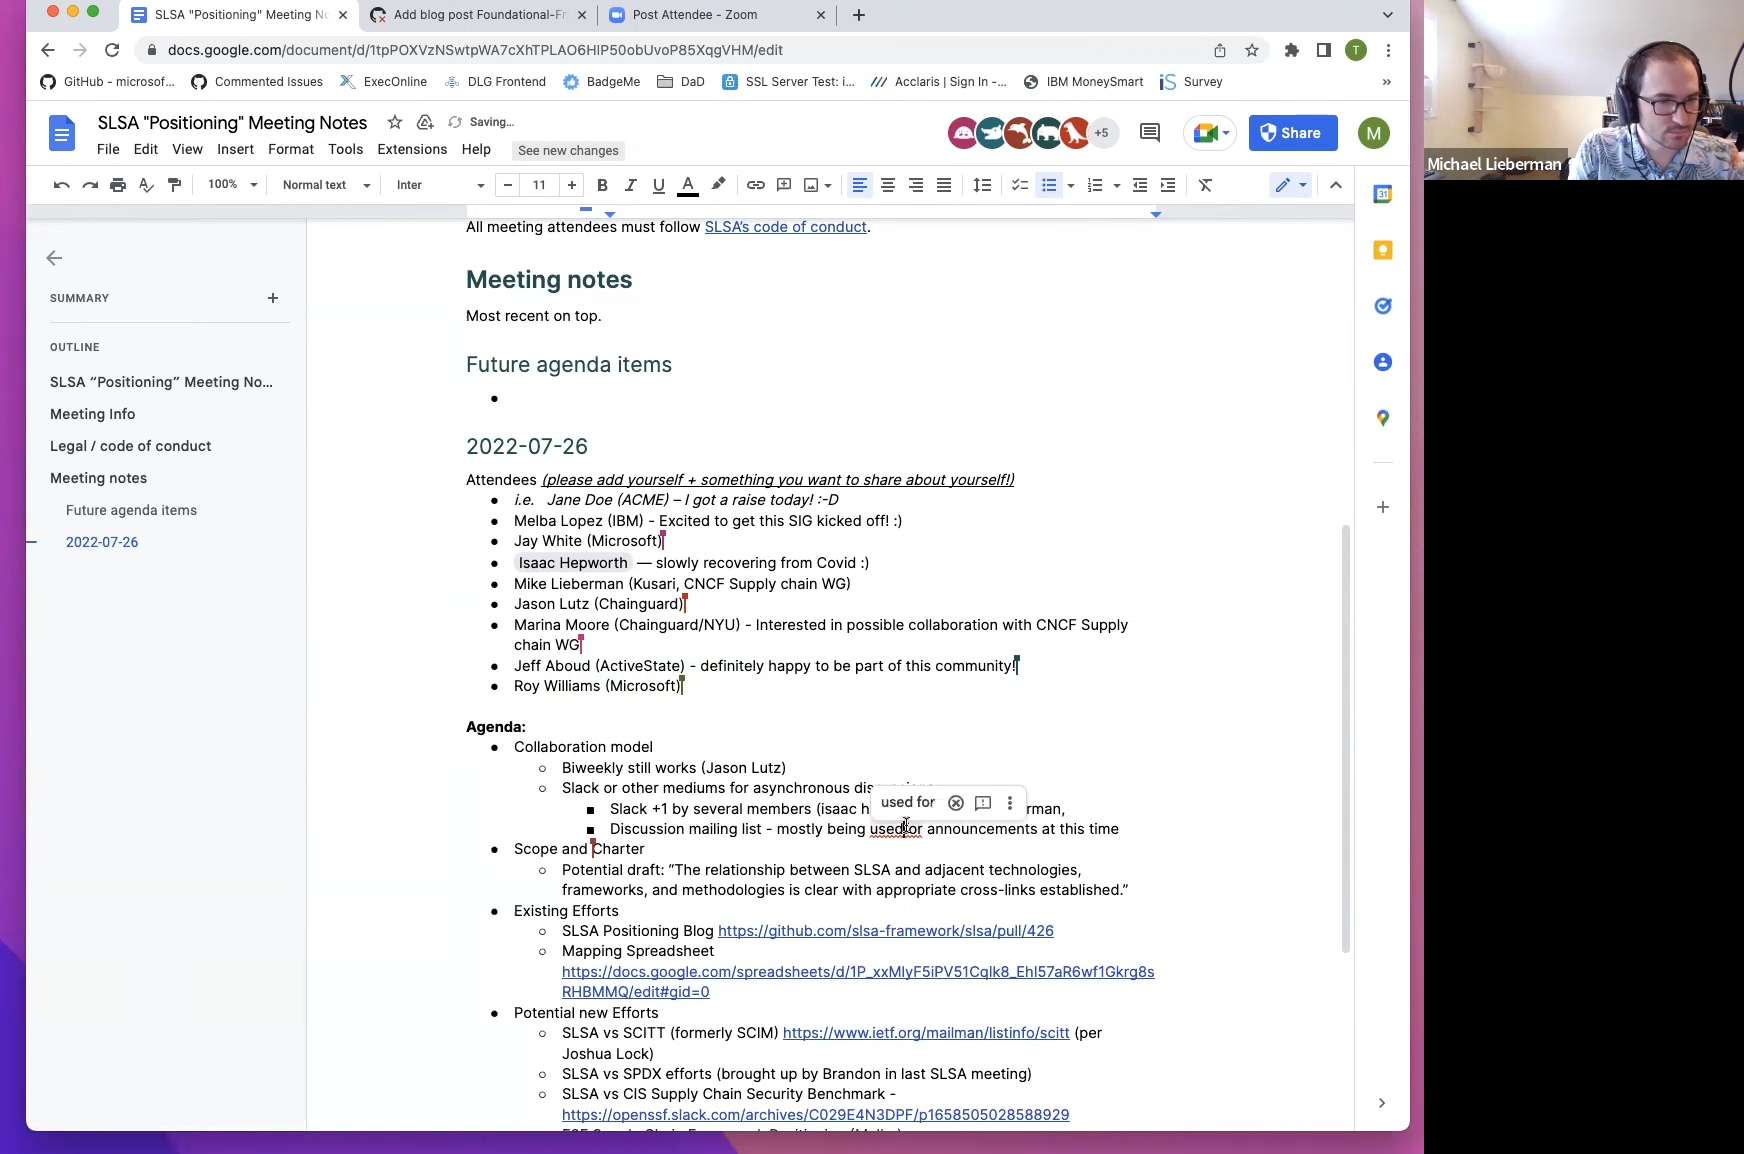 SLSA "Positioning" Meeting No
Add blog post Foundational-Fr
Post Attendee - Zoom
docs.google.com/document/d/1tpPOXVzNSwtpWA7cXhTPLAO6HIP50obUvoP85XqgVHM/edit
T
GitHub - microsof...
Commented Issues
ExecOnline
DLG Frontend
BadgeMe
DaD
SSL Server Test: i...
Acclaris | Sign In -...
IBM MoneySmart
Survey
»
SLSA "Positioning" Meeting Notes
Saving...
+5
Share
M
File Edit View Insert Format Tools Extensions Help
See new changes
100%
Normal text
Inter
11
SUMMARY
OUTLINE
SLSA “Positioning” Meeting No...
Meeting Info
Legal / code of conduct
Meeting notes
Future agenda items
2022-07-26
All meeting attendees must follow SLSA's code of conduct.
Meeting notes
Most recent on top.
Future agenda items
2022-07-26
Attendees (please add yourself + something you want to share about yourself!)
i.e. Jane Doe (ACME) – I got a raise today! :-D
Melba Lopez (IBM) - Excited to get this SIG kicked off! :)
Jay White (Microsoft)
Isaac Hepworth — slowly recovering from Covid :)
Mike Lieberman (Kusari, CNCF Supply chain WG)
Jason Lutz (Chainguard)
Marina Moore (Chainguard/NYU) - Interested in possible collaboration with CNCF Supply
chain WG
Jeff Aboud (ActiveState) - definitely happy to be part of this community!
Roy Williams (Microsoft)
Agenda:
Collaboration model
Biweekly still works (Jason Lutz)
Slack or other mediums for asynchronous
used for
Slack +1 by several members (isaac
Discussion mailing list - mostly being usedfor announcements at this time
Scope and Charter
Potential draft: “The relationship between SLSA and adjacent technologies,
frameworks, and methodologies is clear with appropriate cross-links established.”
Existing Efforts
SLSA Positioning Blog https://github.com/slsa-framework/slsa/pull/426
Mapping Spreadsheet
https://docs.google.com/spreadsheets/d/1P_xxMlyF5iPV51Cqlk8_EhI57aR6wf1Gkrg8s
RHBMMQ/edit#gid=0
Potential new Efforts
SLSA vs SCITT (formerly SCIM) https://www.ietf.org/mailman/listinfo/scitt (per
Joshua Lock)
SLSA vs SPDX efforts (brought up by Brandon in last SLSA meeting)
SLSA vs CIS Supply Chain Security Benchmark -
https://openssf.slack.com/archives/C029E4N3DPF/p1658505028588929
31
Michael Lieberman